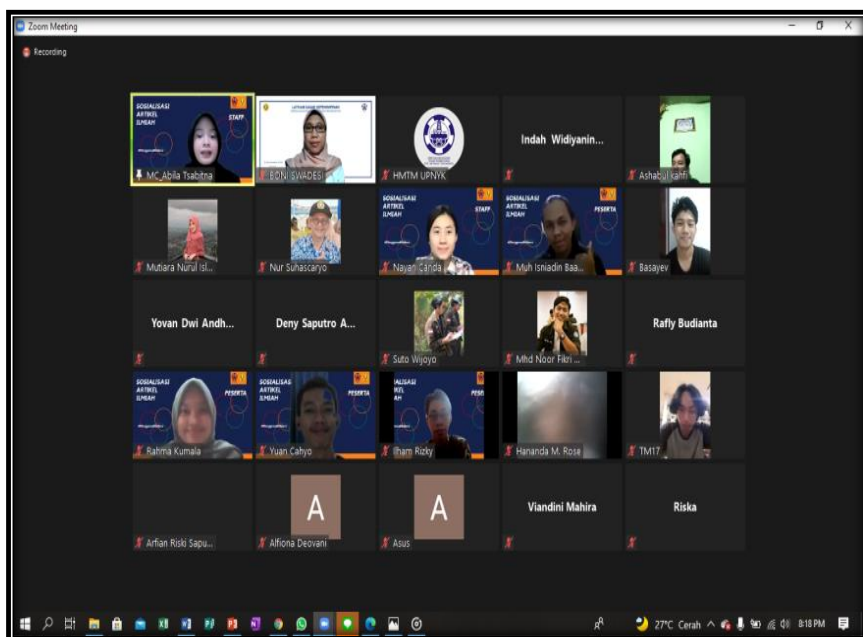 Zoom Meeting
Recording
SOSIALISASI
ARTIKEL
ILMIAH
STAFF
MC_Abila Tsabitna
BONI SWADESI
HMTM UPNYK
Indah Widiyanin...
Ashabul kahfi
Mutiara Nurul Isl...
Nur Suhascaryo
SOSIALISASI
ARTIKEL
ILMIAH
STAFF
Nayan Canda
SOSIALISASI
ARTIKEL
ILMIAH
PESERTA
Muh Isniadin Baa...
Basayev
Yovan Dwi Andh...
Deny Saputro A...
Suto Wijoyo
Mhd Noor Fikri ...
Rafly Budianta
SOSIALISASI
ARTIKEL
ILMIAH
PESERTA
Rahma Kumala
SOSIALISASI
ARTIKEL
ILMIAH
PESERTA
Yuan Cahyo
Ilham Rizky
Hananda M. Rose
TM17
Arfian Riski Sapu...
A
Alfiona Deovani
A
Asus
Viandini Mahira
Riska
27°C Cerah
8:18 PM